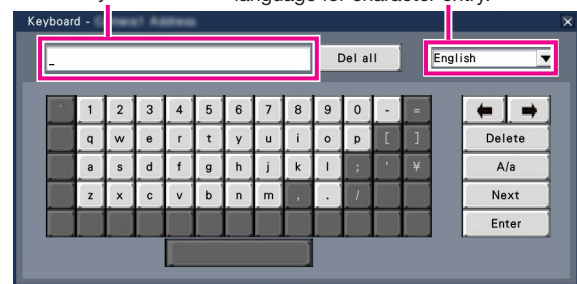 language for character entry.
Keyboard -
_ Del all English
` 1 2 3 4 5 6 7 8 9 0 - =
q w e r t y u i o p [ ] Delete
a s d f g h j k l ; ' ¥ A/a
z x c v b n m , . / Next
Enter